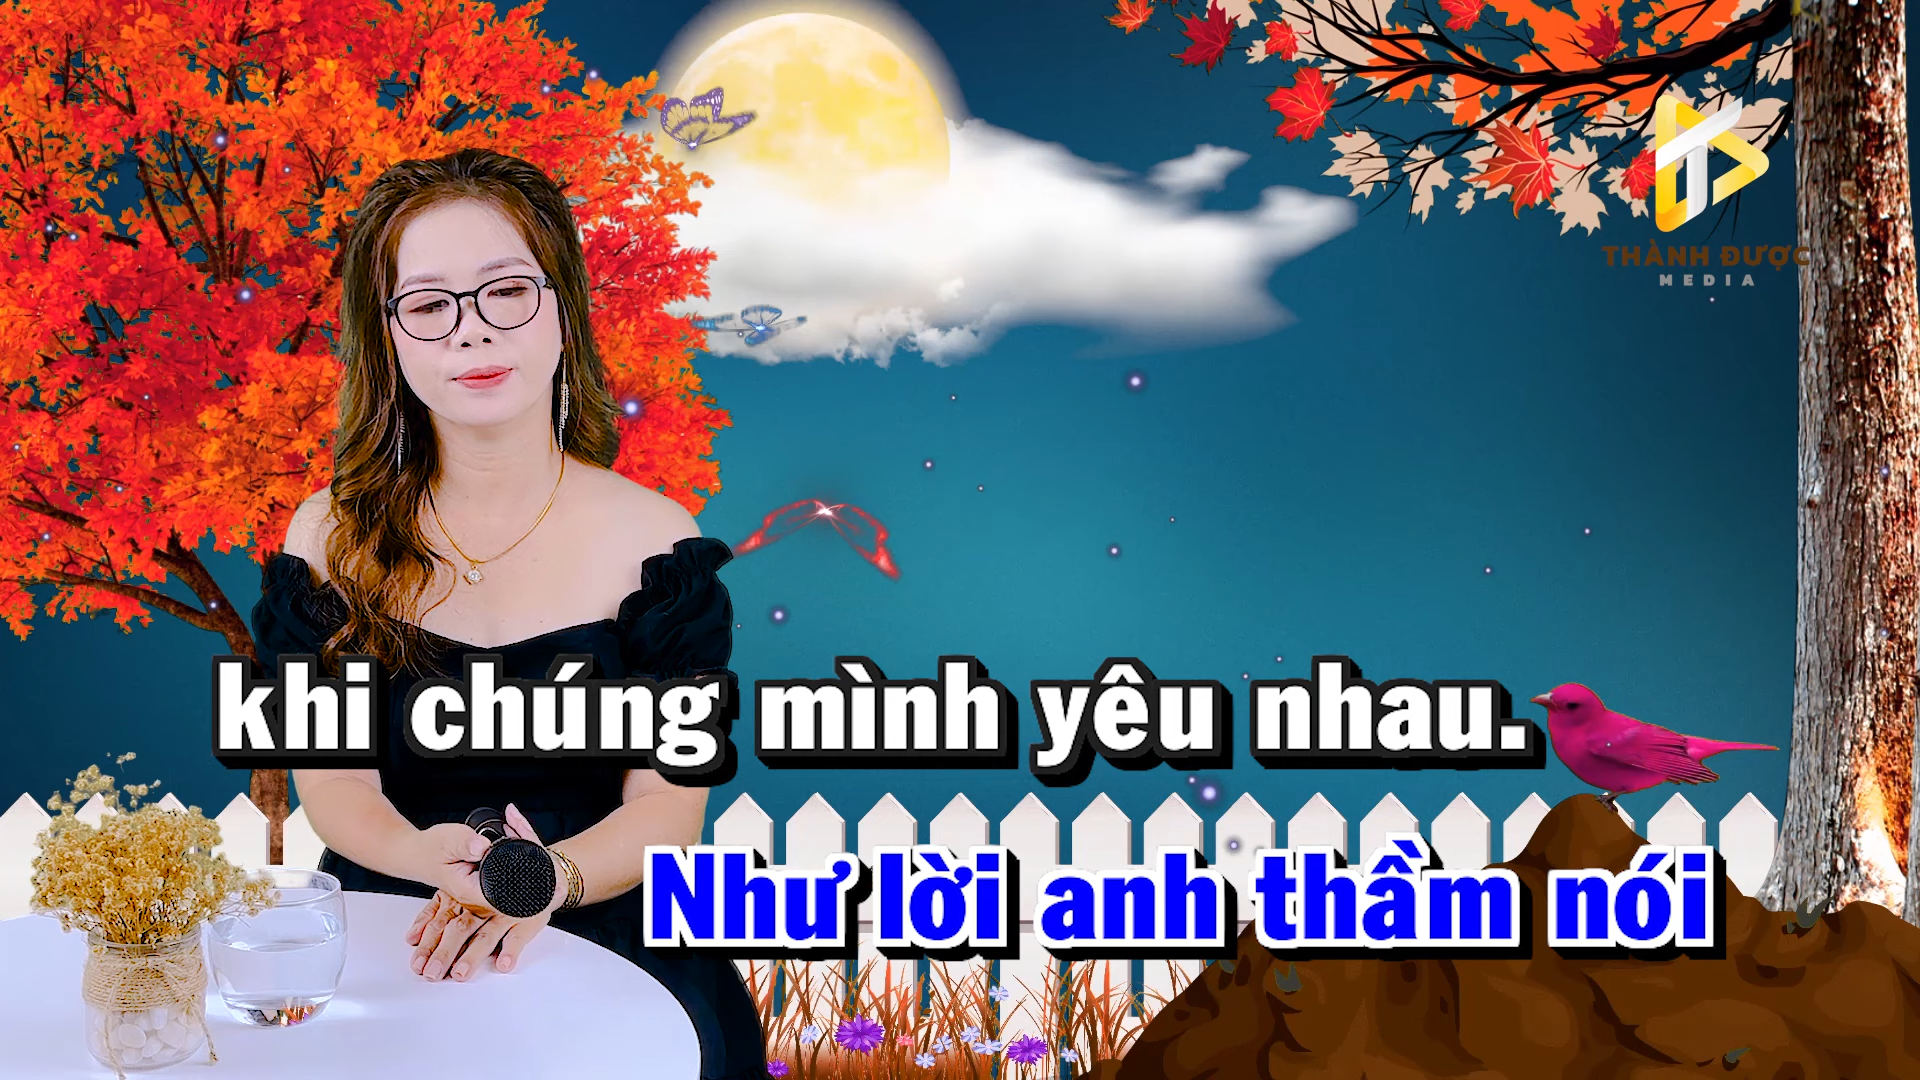 THÀNH ĐƯỢC
MEDIA
khi chúng mình yêu nhau.
Như lời anh thầm nói